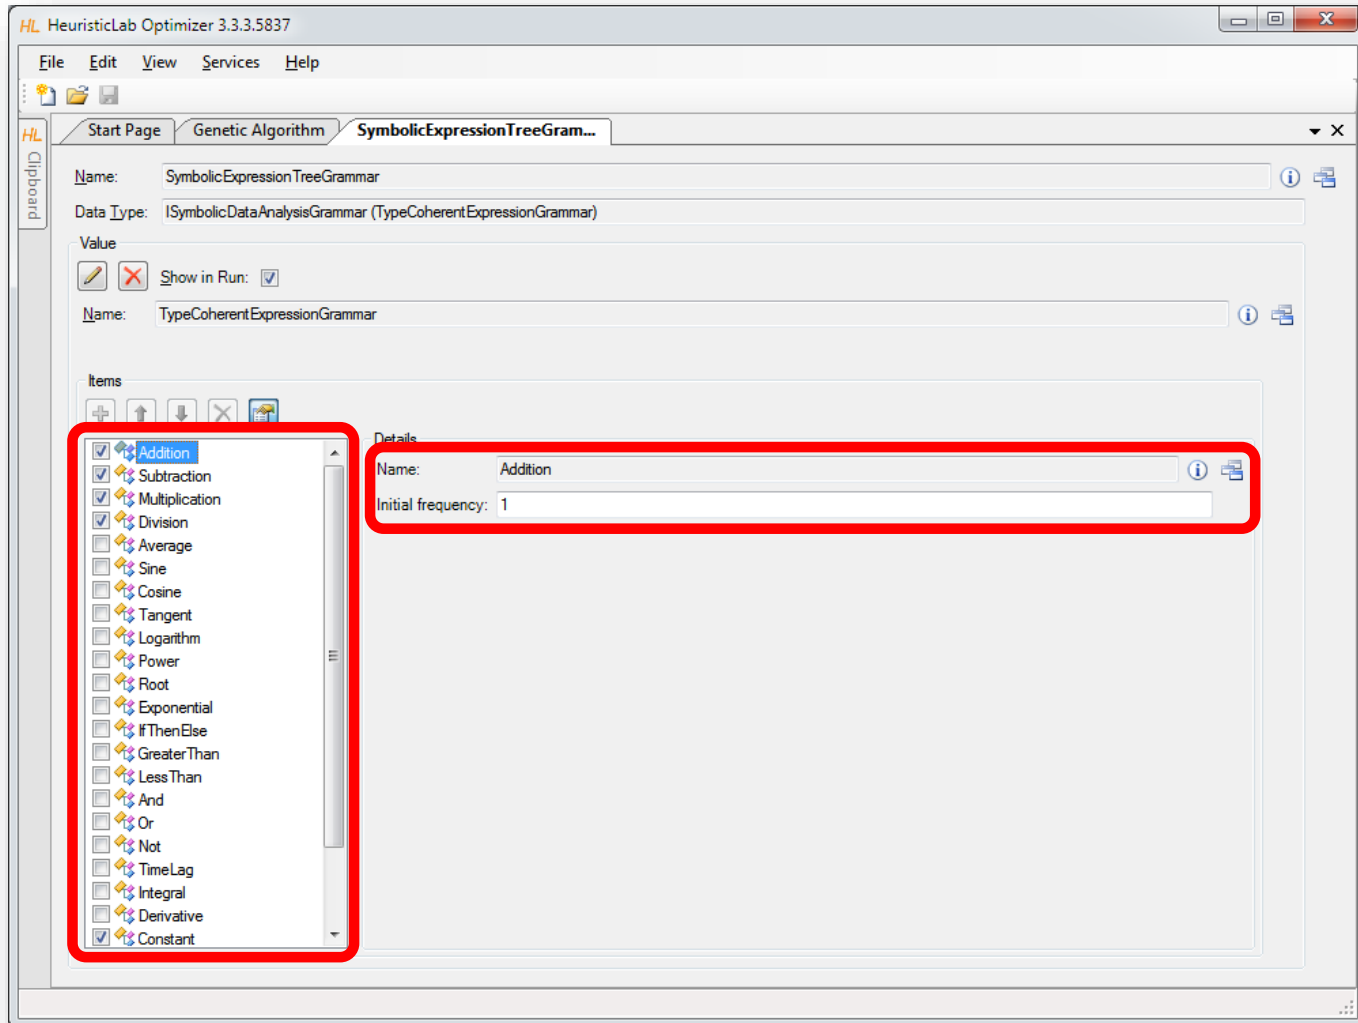 HL HeuristicLab Optimizer 3.3.3.5837
File Edit View Services Help
HL Clipboard
Start Page Genetic Algorithm SymbolicExpressionTreeGram...
Name: SymbolicExpressionTreeGrammar
Data Type: ISymbolicDataAnalysisGrammar (TypeCoherentExpressionGrammar)
Value
Show in Run:
Name: TypeCoherentExpressionGrammar
Items
Addition
Subtraction
Multiplication
Division
Average
Sine
Cosine
Tangent
Logarithm
Power
Root
Exponential
IfThenElse
GreaterThan
LessThan
And
Or
Not
TimeLag
Integral
Derivative
Constant
Details
Name: Addition
Initial frequency: 1